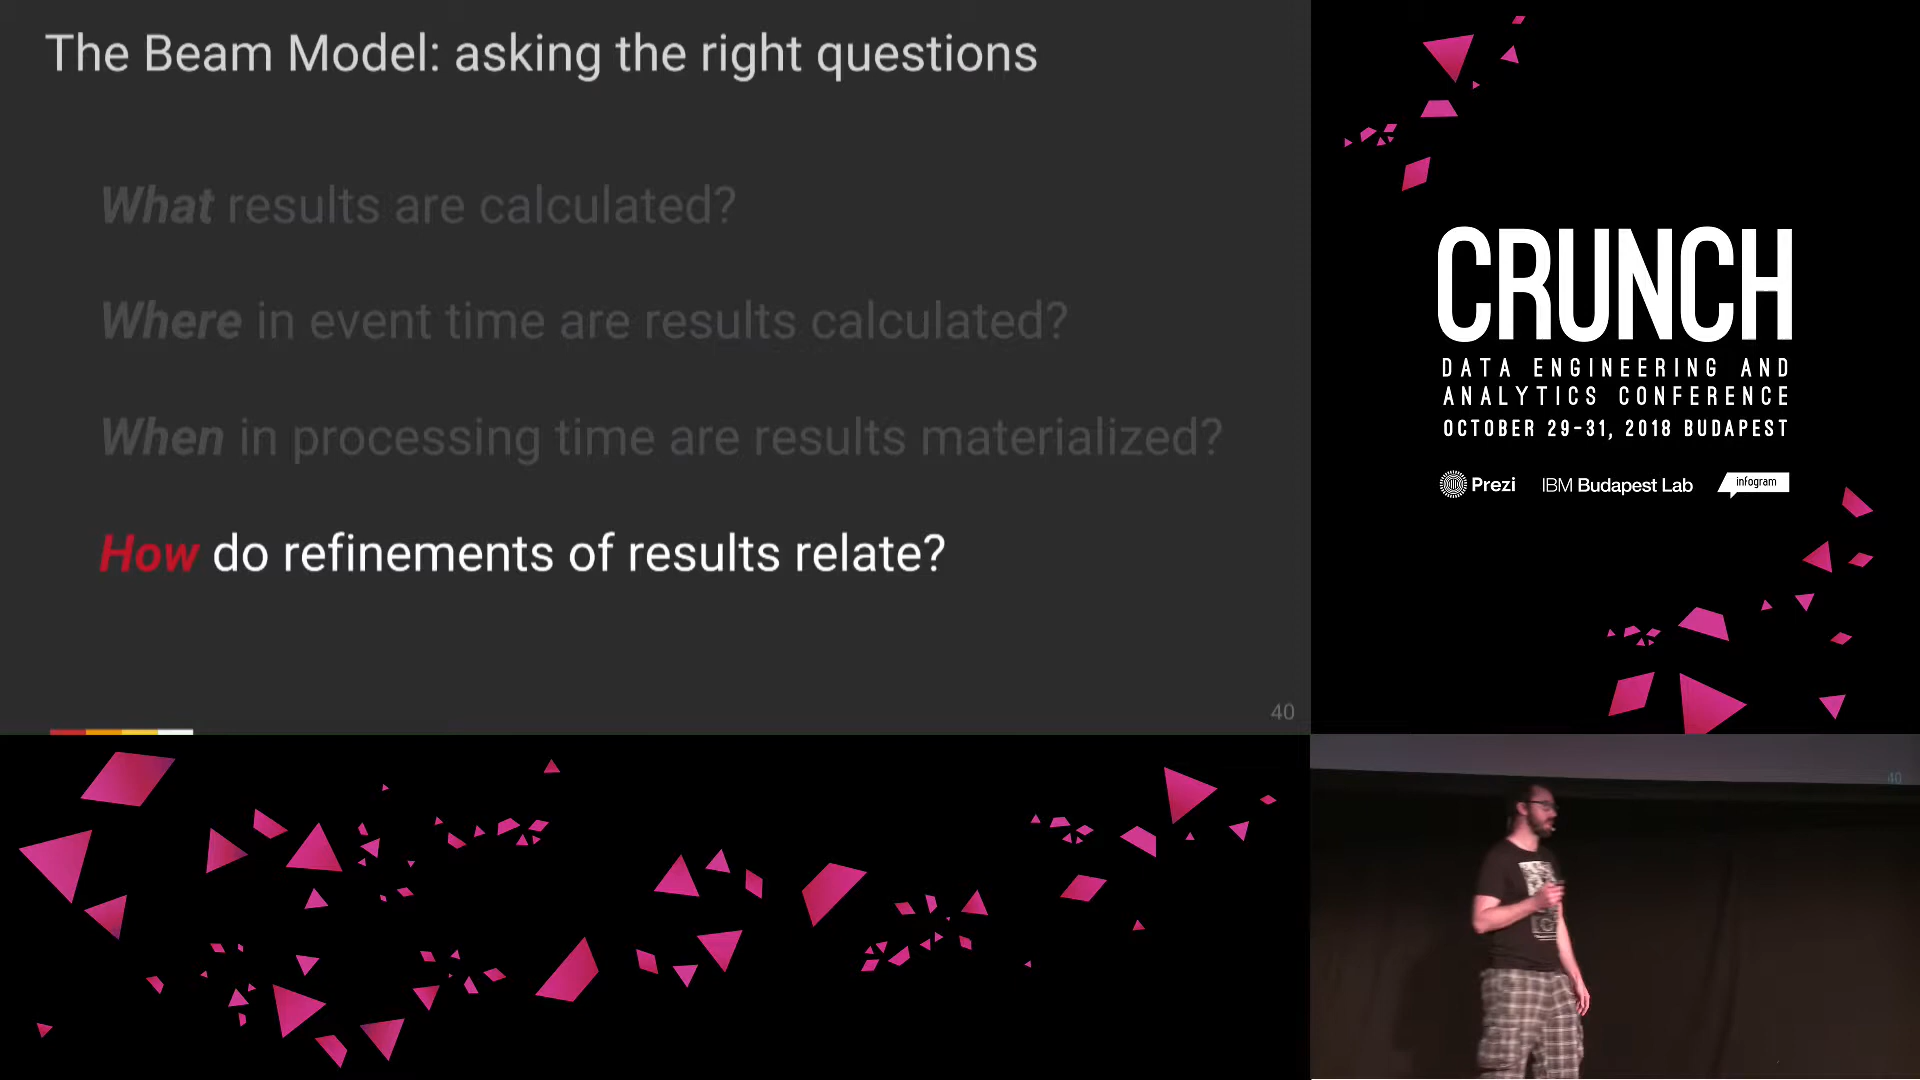 The Beam Model: asking the right questions
What results are calculated?
Where in event time are results calculated?
When in processing time are results materialized?
How do refinements of results relate?
40
CRUNCH
DATA ENGINEERING AND
ANALYTICS CONFERENCE
OCTOBER 29-31, 2018 BUDAPEST
Prezi IBM Budapest Lab infogram
40